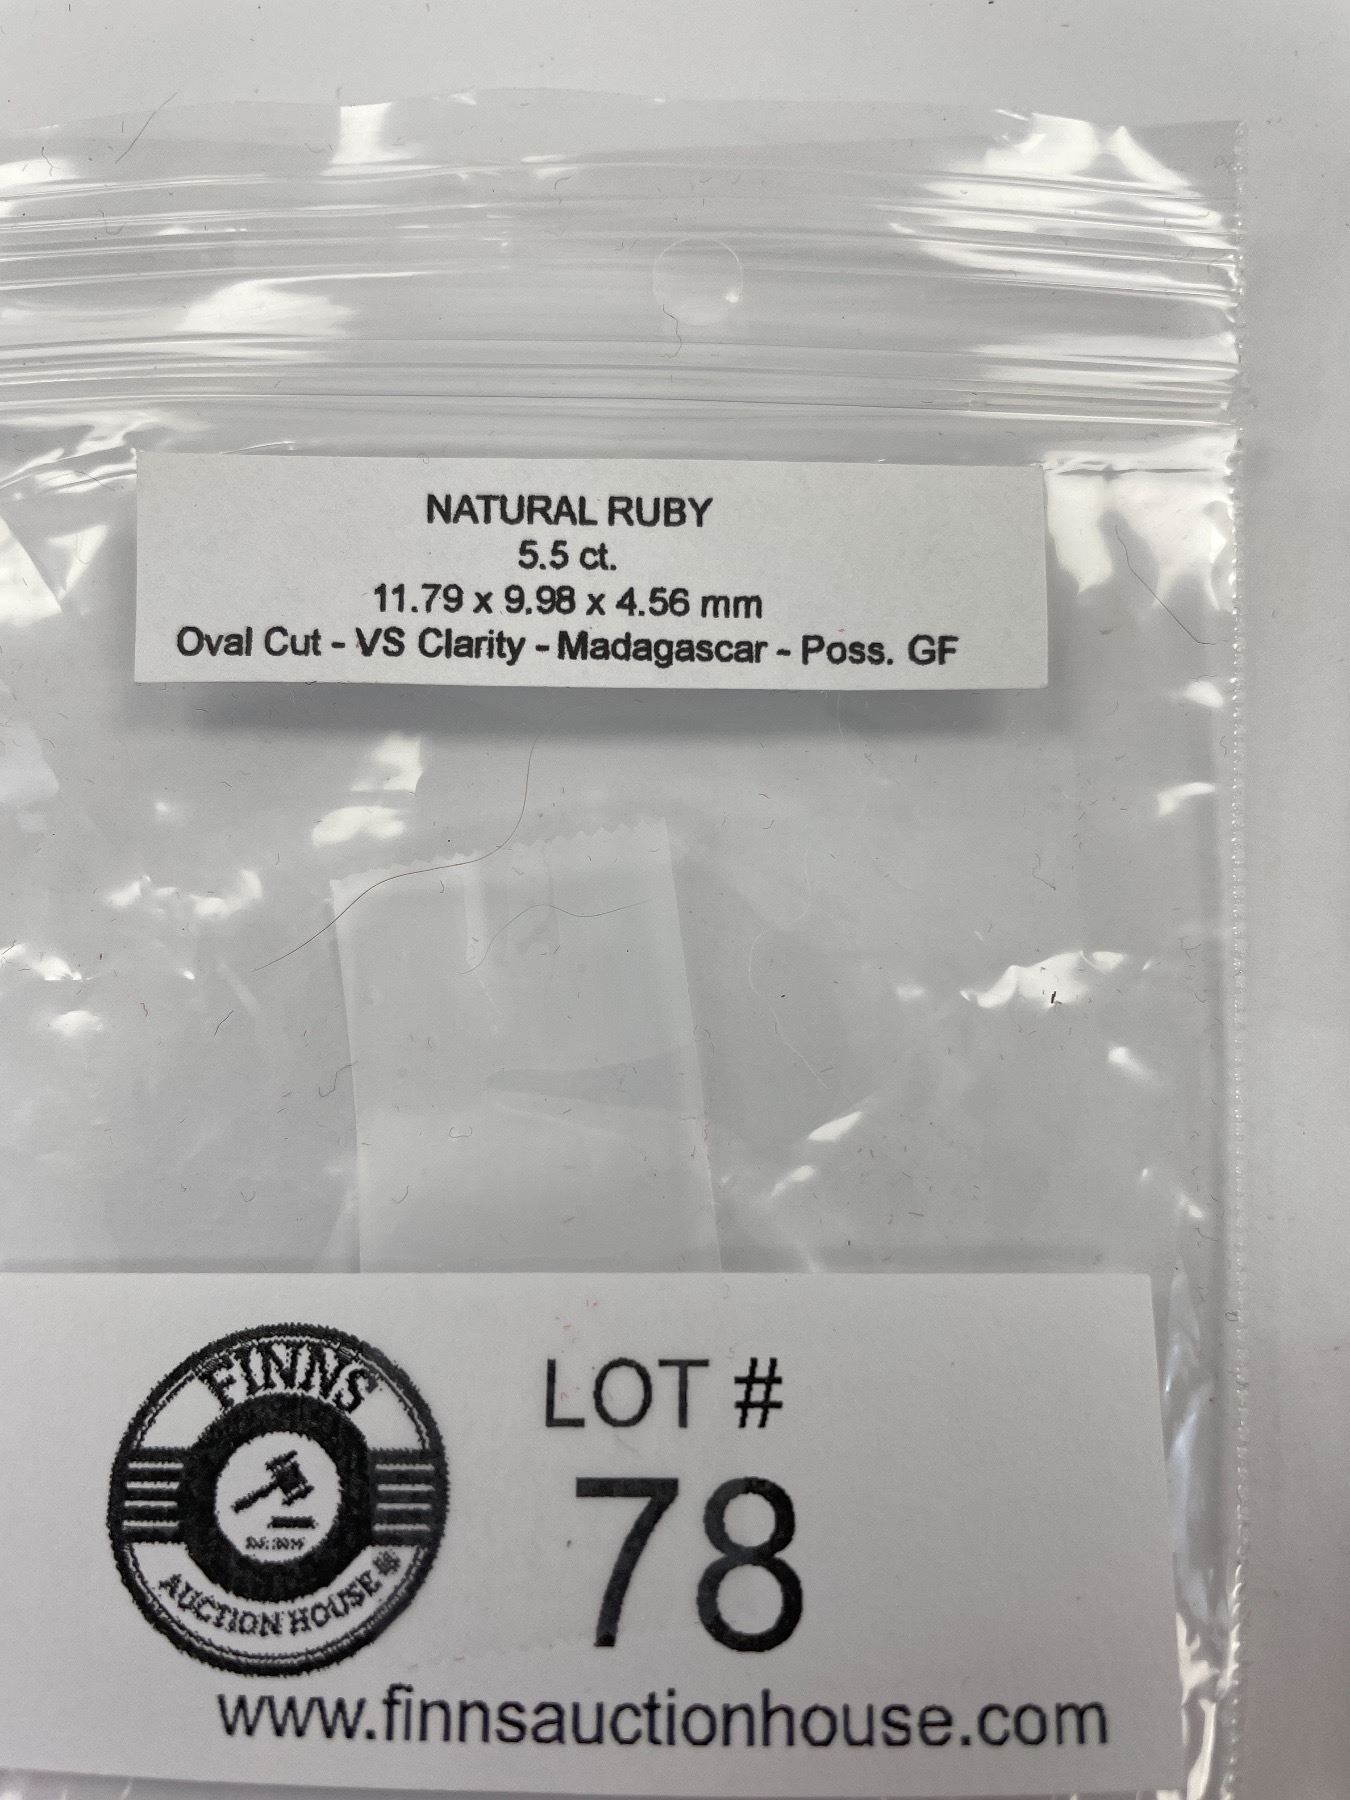 NATURAL RUBY
5.5 ct.
11.79 x 9.98 x 4.56 mm
Oval Cut - VS Clarity - Madagascar - Poss. GF
FINNS
AUCTION HOUSE
LOT #
78
www.finnsauctionhouse.com